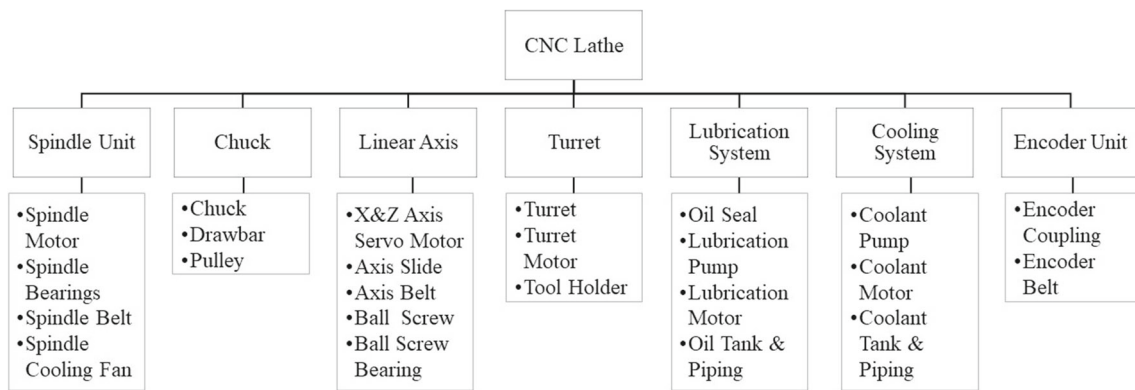 CNC Lathe
Spindle Unit
Chuck
Linear Axis
Turret
Lubrication
System
Cooling
System
Encoder Unit
•Spindle
Motor
•Spindle
Bearings
•Spindle Belt
•Spindle
Cooling Fan
•Chuck
•Drawbar
•Pulley
•X&Z Axis
Servo Motor
•Axis Slide
•Axis Belt
•Ball Screw
•Ball Screw
Bearing
•Turret
•Turret
Motor
•Tool Holder
•Oil Seal
•Lubrication
Pump
•Lubrication
Motor
•Oil Tank &
Piping
•Coolant
Pump
•Coolant
Motor
•Coolant
Tank &
Piping
•Encoder
Coupling
•Encoder
Belt